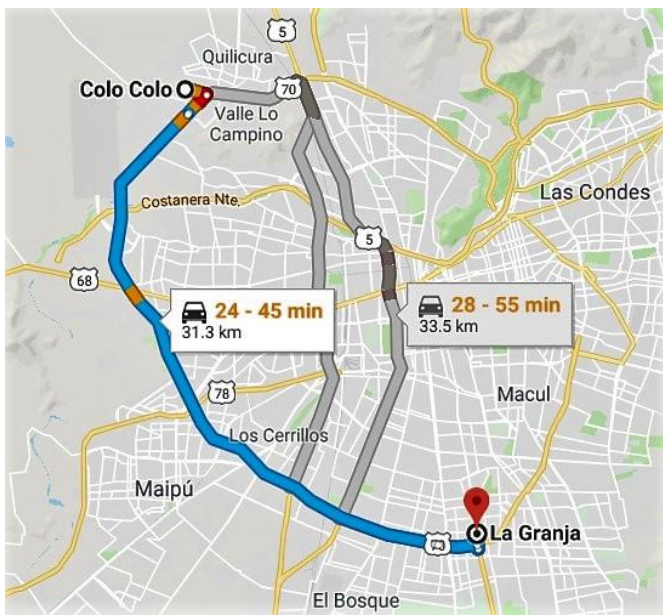 5
Quilicura
Colo Colo
70
Valle Lo
Campino
Las Condes
Costanera Nte.
5
68
24 - 45 min
31.3 km
28 - 55 min
33.5 km
78
Macul
Los Cerrillos
Maipú
La Granja
El Bosque